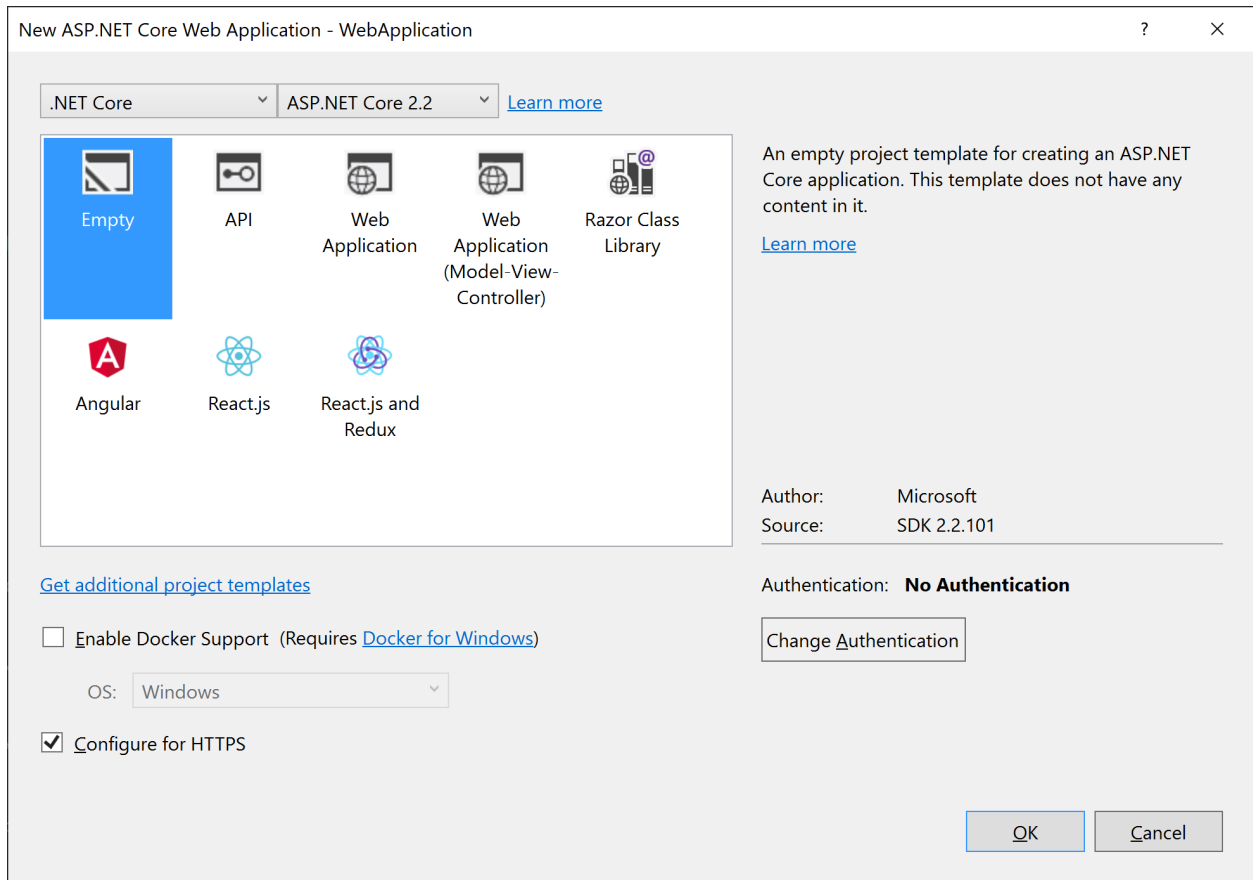 New ASP.NET Core Web Application - WebApplication
? 
.NET Core
ASP.NET Core 2.2
Learn more
Empty
API
Web
Application
Web
Application
(Model-View-
Controller)
Razor Class
Library
Angular
React.js
React.js and
Redux
An empty project template for creating an ASP.NET
Core application. This template does not have any
content in it.
Learn more
Author: Microsoft
Source: SDK 2.2.101
Get additional project templates
Authentication: No Authentication
Enable Docker Support (Requires Docker for Windows)
Change Authentication
OS: Windows
Configure for HTTPS
OK
Cancel